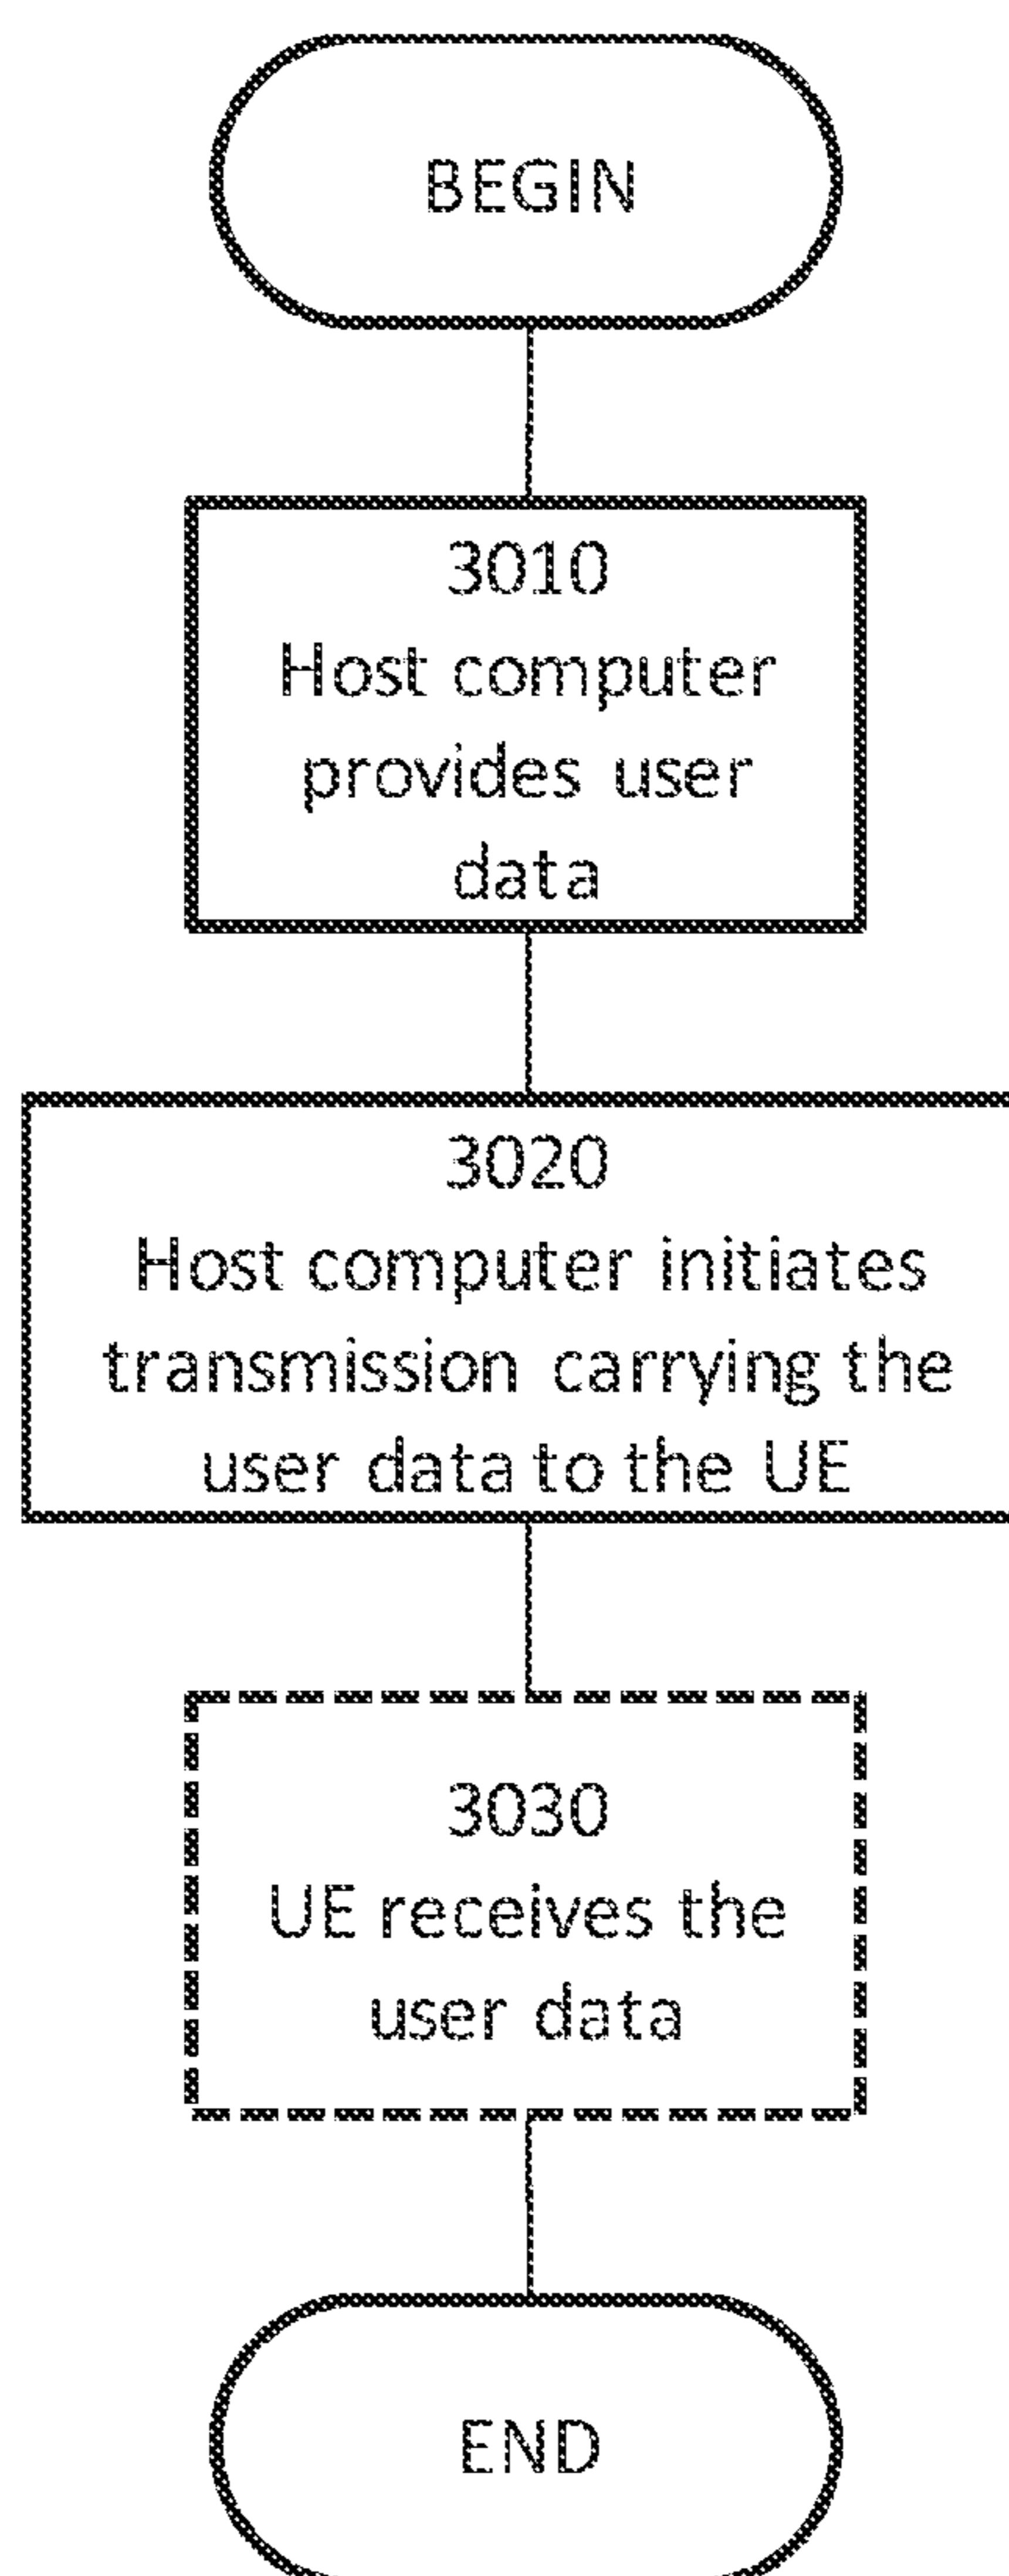 BEGIN
3010
Host computer
provides user
data
3020
Host computer initiates
transmission carrying the
user data to the UE
3030
UE receives the
user data
END